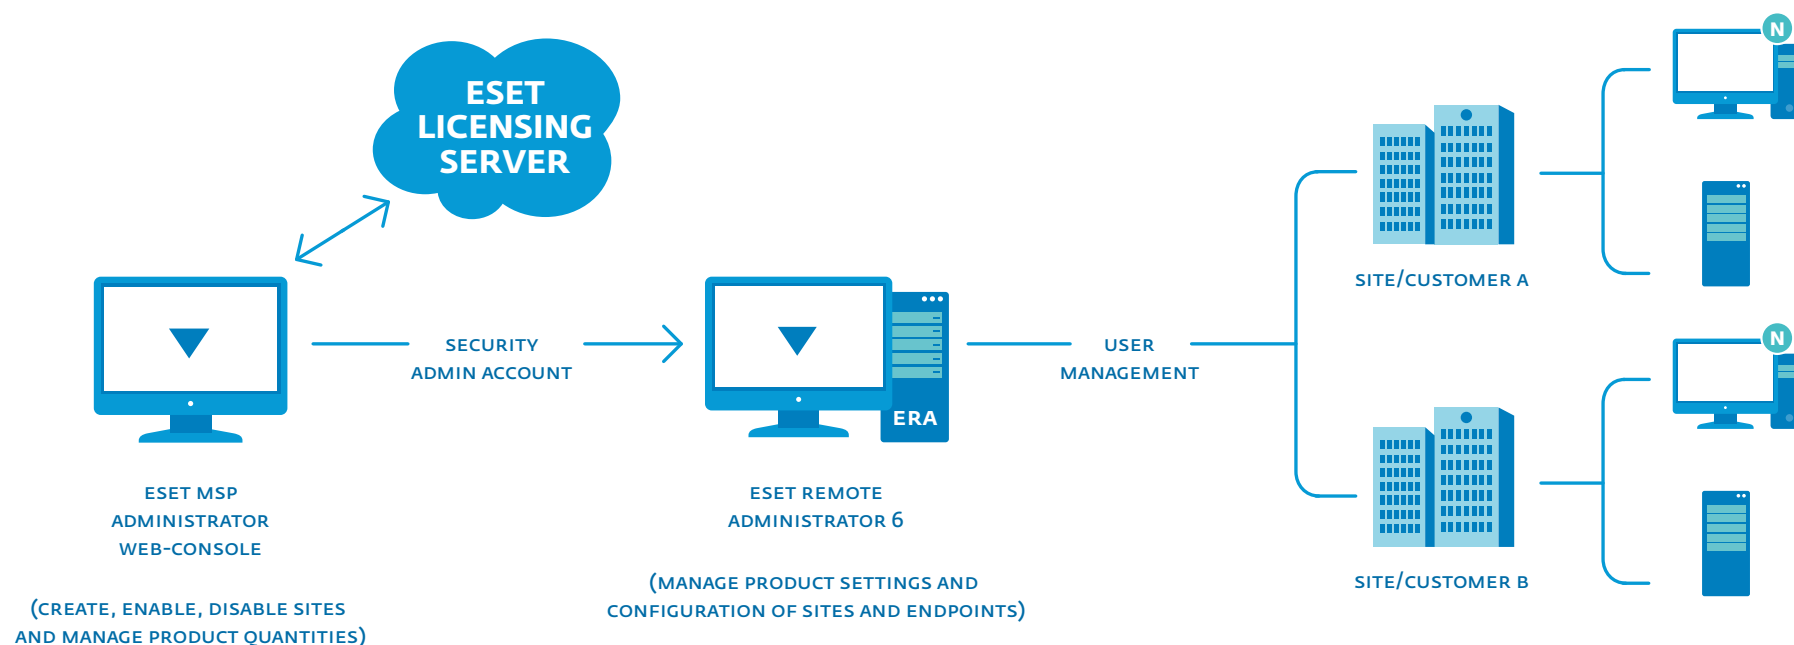 ESET
LICENSING
SERVER
SECURITY
ADMIN ACCOUNT
ERA
USER
MANAGEMENT
ESET MSP
ADMINISTRATOR
WEB-CONSOLE
(CREATE, ENABLE, DISABLE SITES
AND MANAGE PRODUCT QUANTITIES)
ESET REMOTE
ADMINISTRATOR 6
(MANAGE PRODUCT SETTINGS AND
CONFIGURATION OF SITES AND ENDPOINTS)
SITE/CUSTOMER A
N
SITE/CUSTOMER B
N